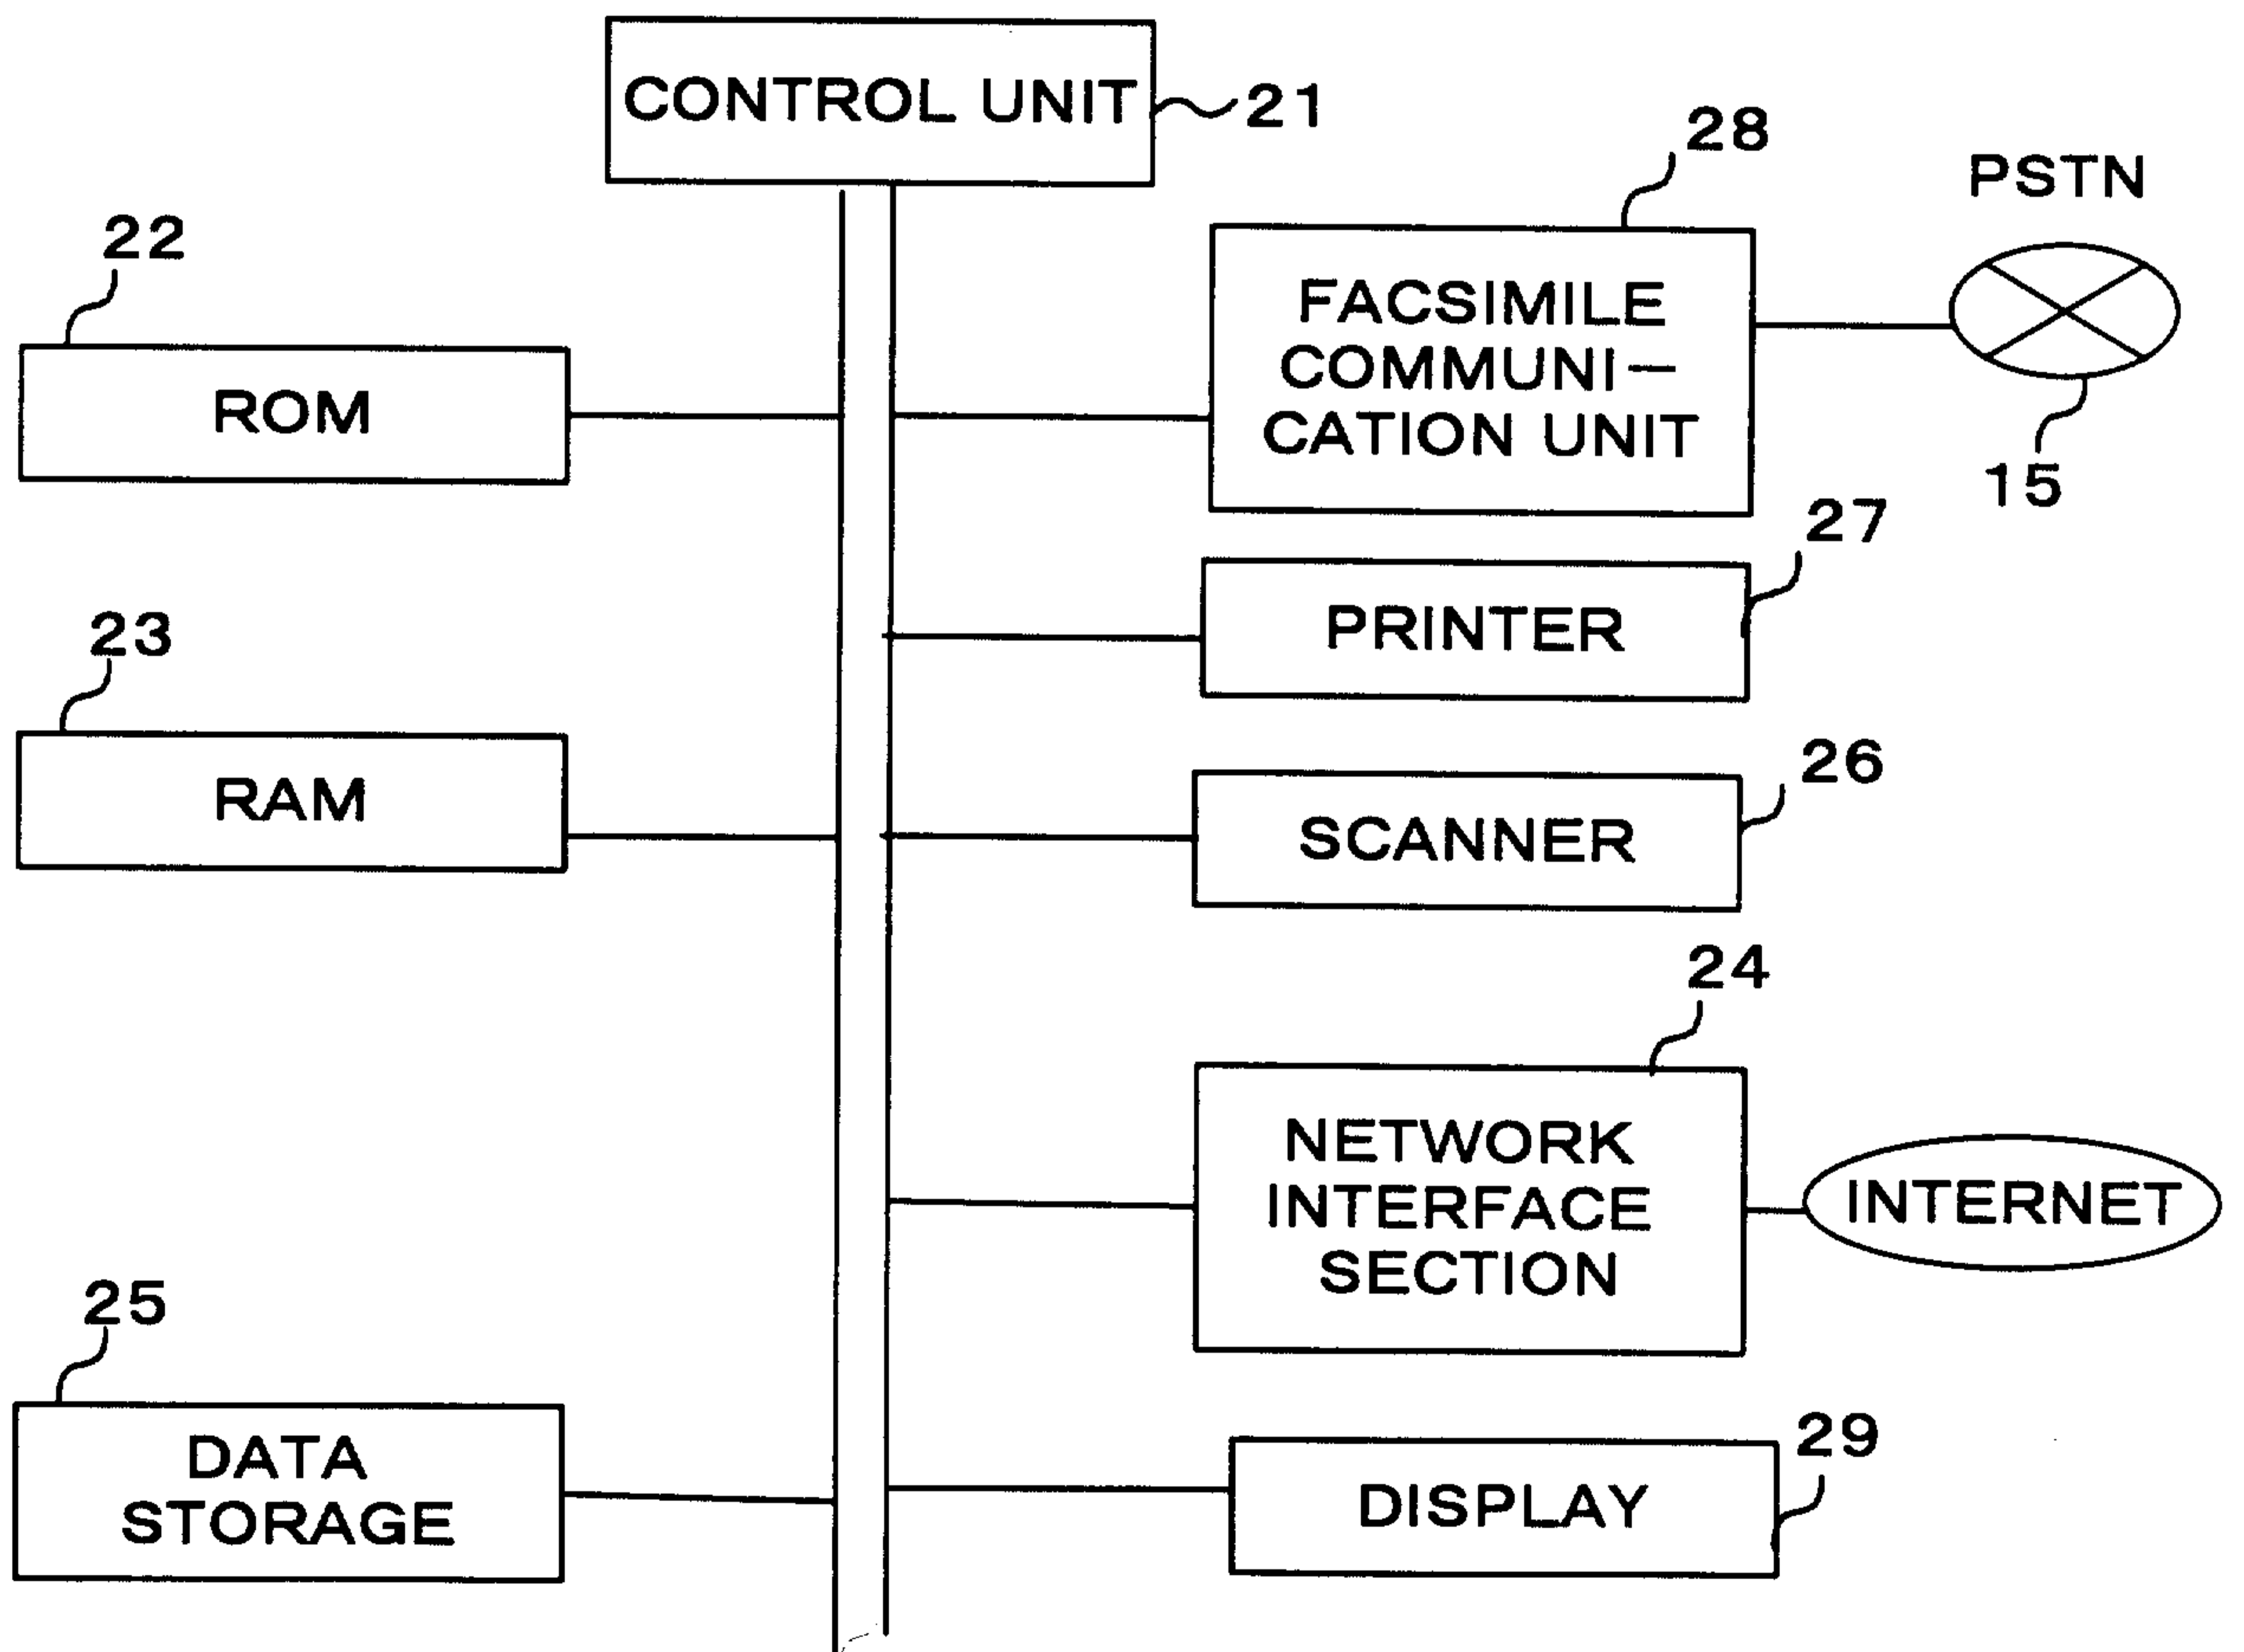 CONTROL UNIT
21
28
PSTN
22
FACSIMILE
COMMUNI-
CATION UNIT
ROM
15
27
PRINTER
23
RAM
26
SCANNER
24
NETWORK
INTERFACE
SECTION
INTERNET
25
DATA
STORAGE
29
DISPLAY